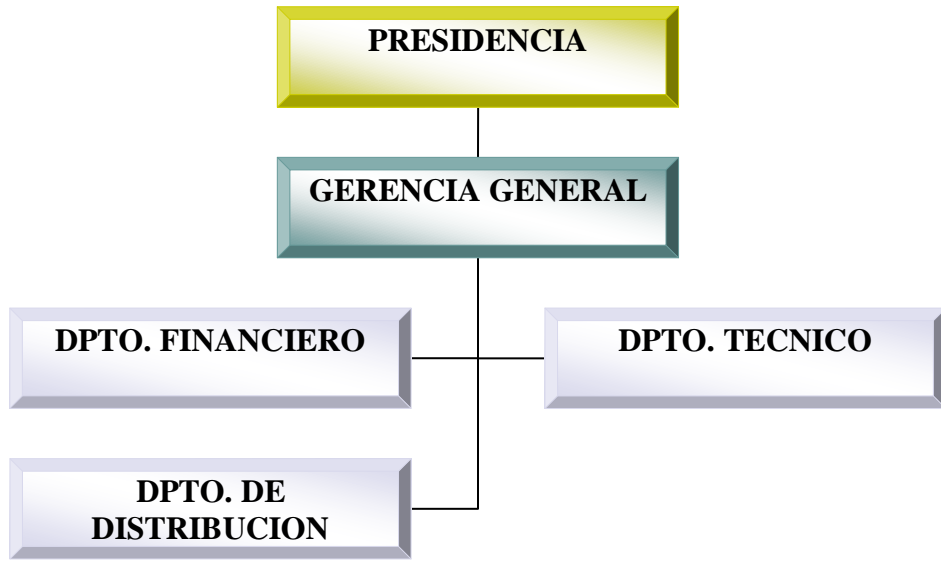 PRESIDENCIA
GERENCIA GENERAL
DPTO. FINANCIERO
DPTO. TECNICO
DPTO. DE
DISTRIBUCION